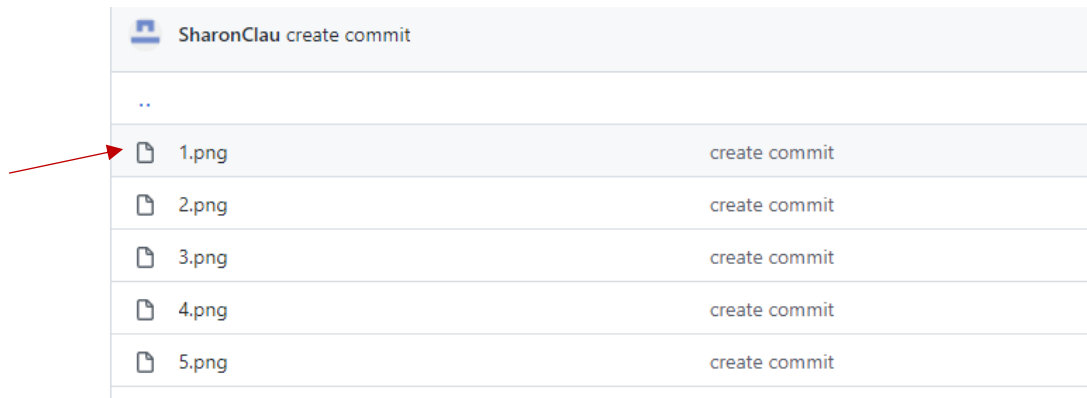 SharonClau create commit
..
1.png create commit
2.png create commit
3.png create commit
4.png create commit
5.png create commit